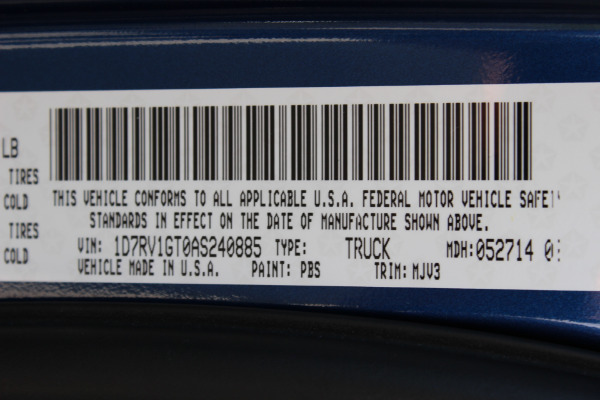 LB
TIRES
COLD
TIRES
COLD
THIS VEHICLE CONFORMS TO ALL APPLICABLE U.S.A. FEDERAL MOTOR VEHICLE
STANDARDS IN EFFECT ON THE DATE OF MANUFACTURE SHOWN ABOVE.
VIN: 1D7RV1GT0AS240885 TYPE: TRUCK MDH:052714
VEHICLE MADE IN U.S.A. PAINT: PBS TRIM: MJV3